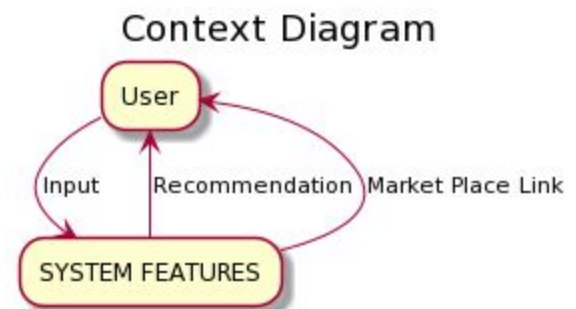 Context Diagram
User
Input
Recommendation
Market Place Link
SYSTEM FEATURES